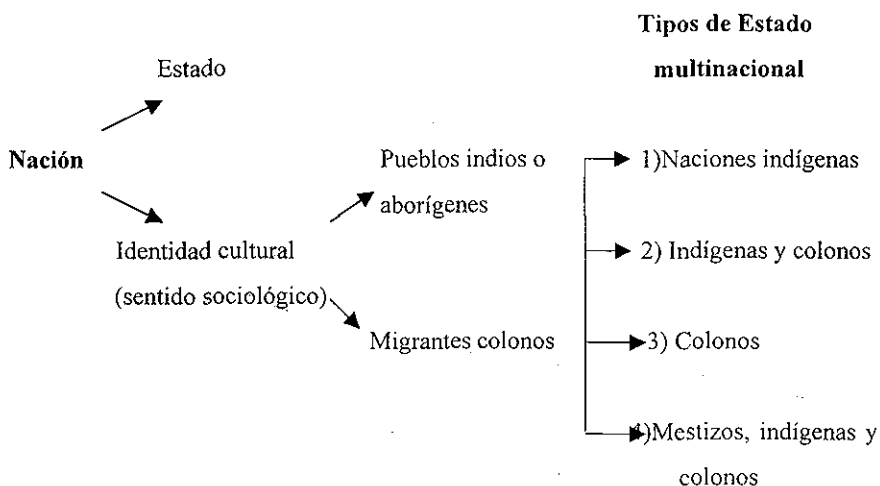 Tipos de Estado
multinacional
Estado
Nación
Identidad cultural
(sentido sociológico)
Pueblos indios o
aborígenes
Migrantes colonos
1)Naciones indígenas
2) Indígenas y colonos
3) Colonos
4)Mestizos, indígenas y
colonos